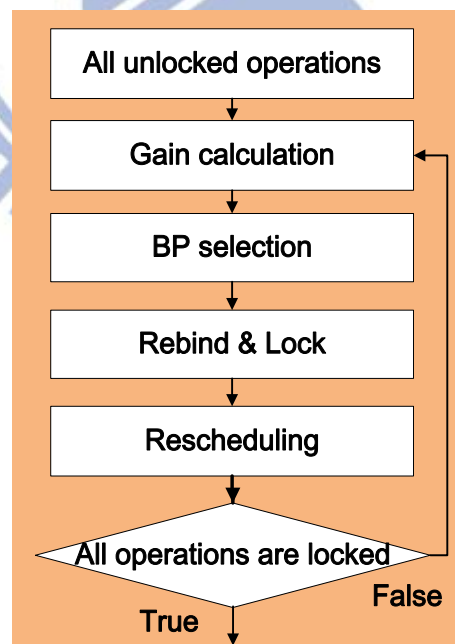 All unlocked operations
Gain calculation
BP selection
Rebind & Lock
Rescheduling
All operations are locked
False
True